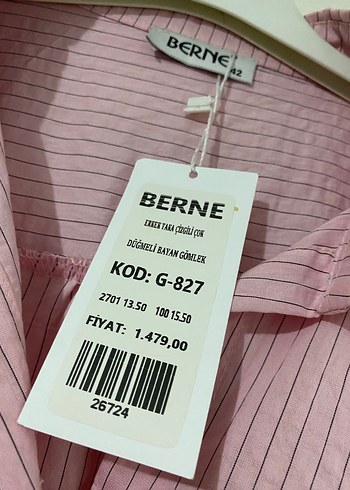 BERNE
42
BERNE
ERKEK YAKA ÇİZGİLİ ÇOK
DÜĞMELİ BAYAN GÖMLEK
KOD: G-827
2701 13.50 100 15.50
FİYAT: 1.479,00
26724